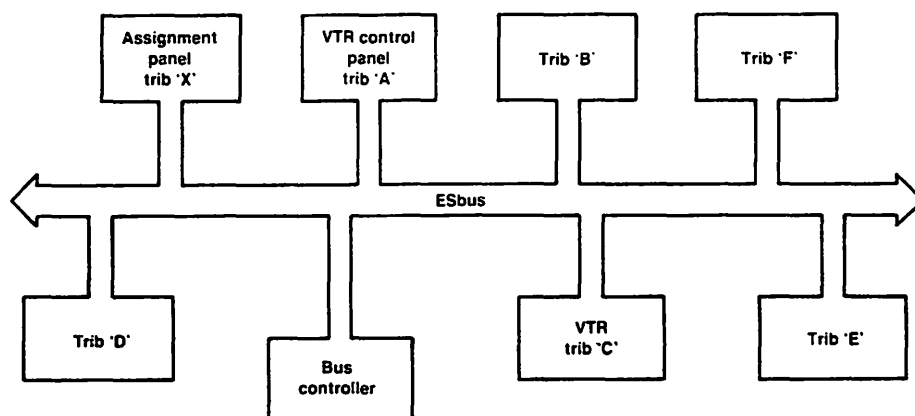 Assignment
panel
trib 'X'
VTR control
panel
trib 'A'
Trib 'B'
Trib 'F'
ESbus
Trib 'D'
Bus
controller
VTR
trib 'C'
Trib 'E'